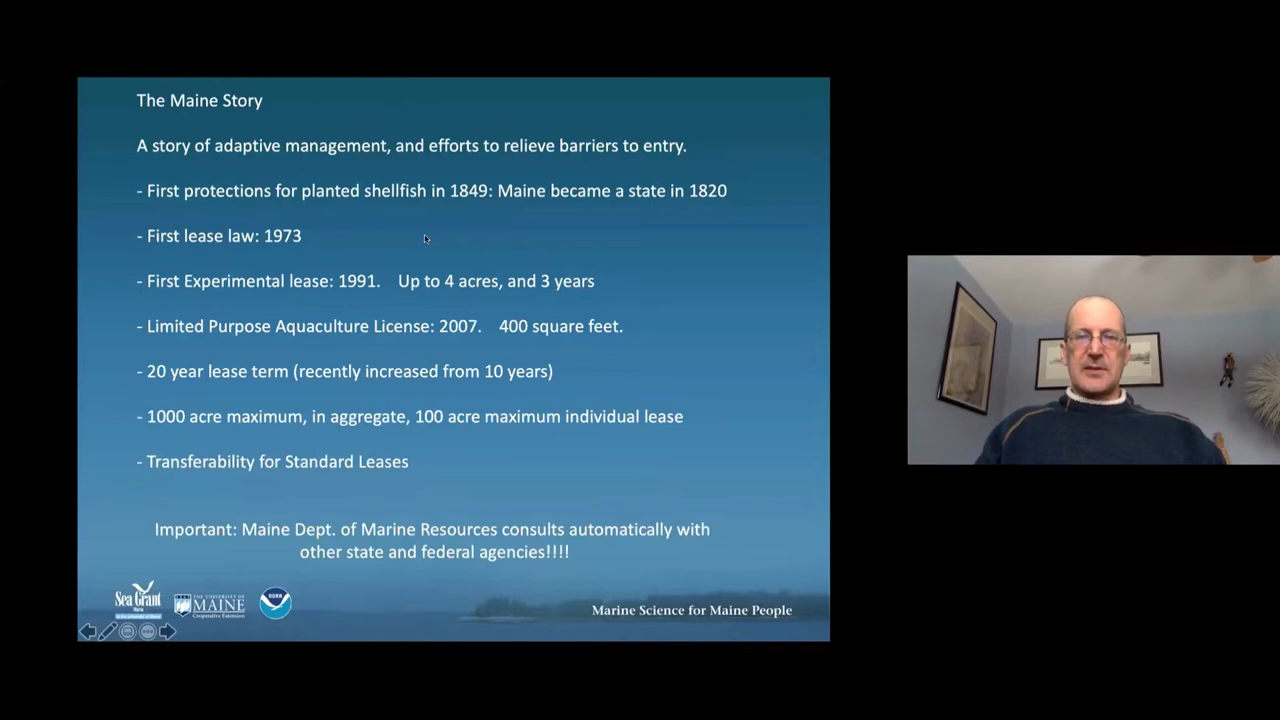 The Maine Story
A story of adaptive management, and efforts to relieve barriers to entry.
- First protections for planted shellfish in 1849: Maine became a state in 1820
- First lease law: 1973
- First Experimental lease: 1991. Up to 4 acres, and 3 years
- Limited Purpose Aquaculture License: 2007. 400 square feet.
- 20 year lease term (recently increased from 10 years)
- 1000 acre maximum, in aggregate, 100 acre maximum individual lease
- Transferability for Standard Leases
Important: Maine Dept. of Marine Resources consults automatically with
other state and federal agencies!!!!
Sea Grant
Maine
THE UNIVERSITY OF
MAINE
Cooperative Extension
NOAA
Marine Science for Maine People